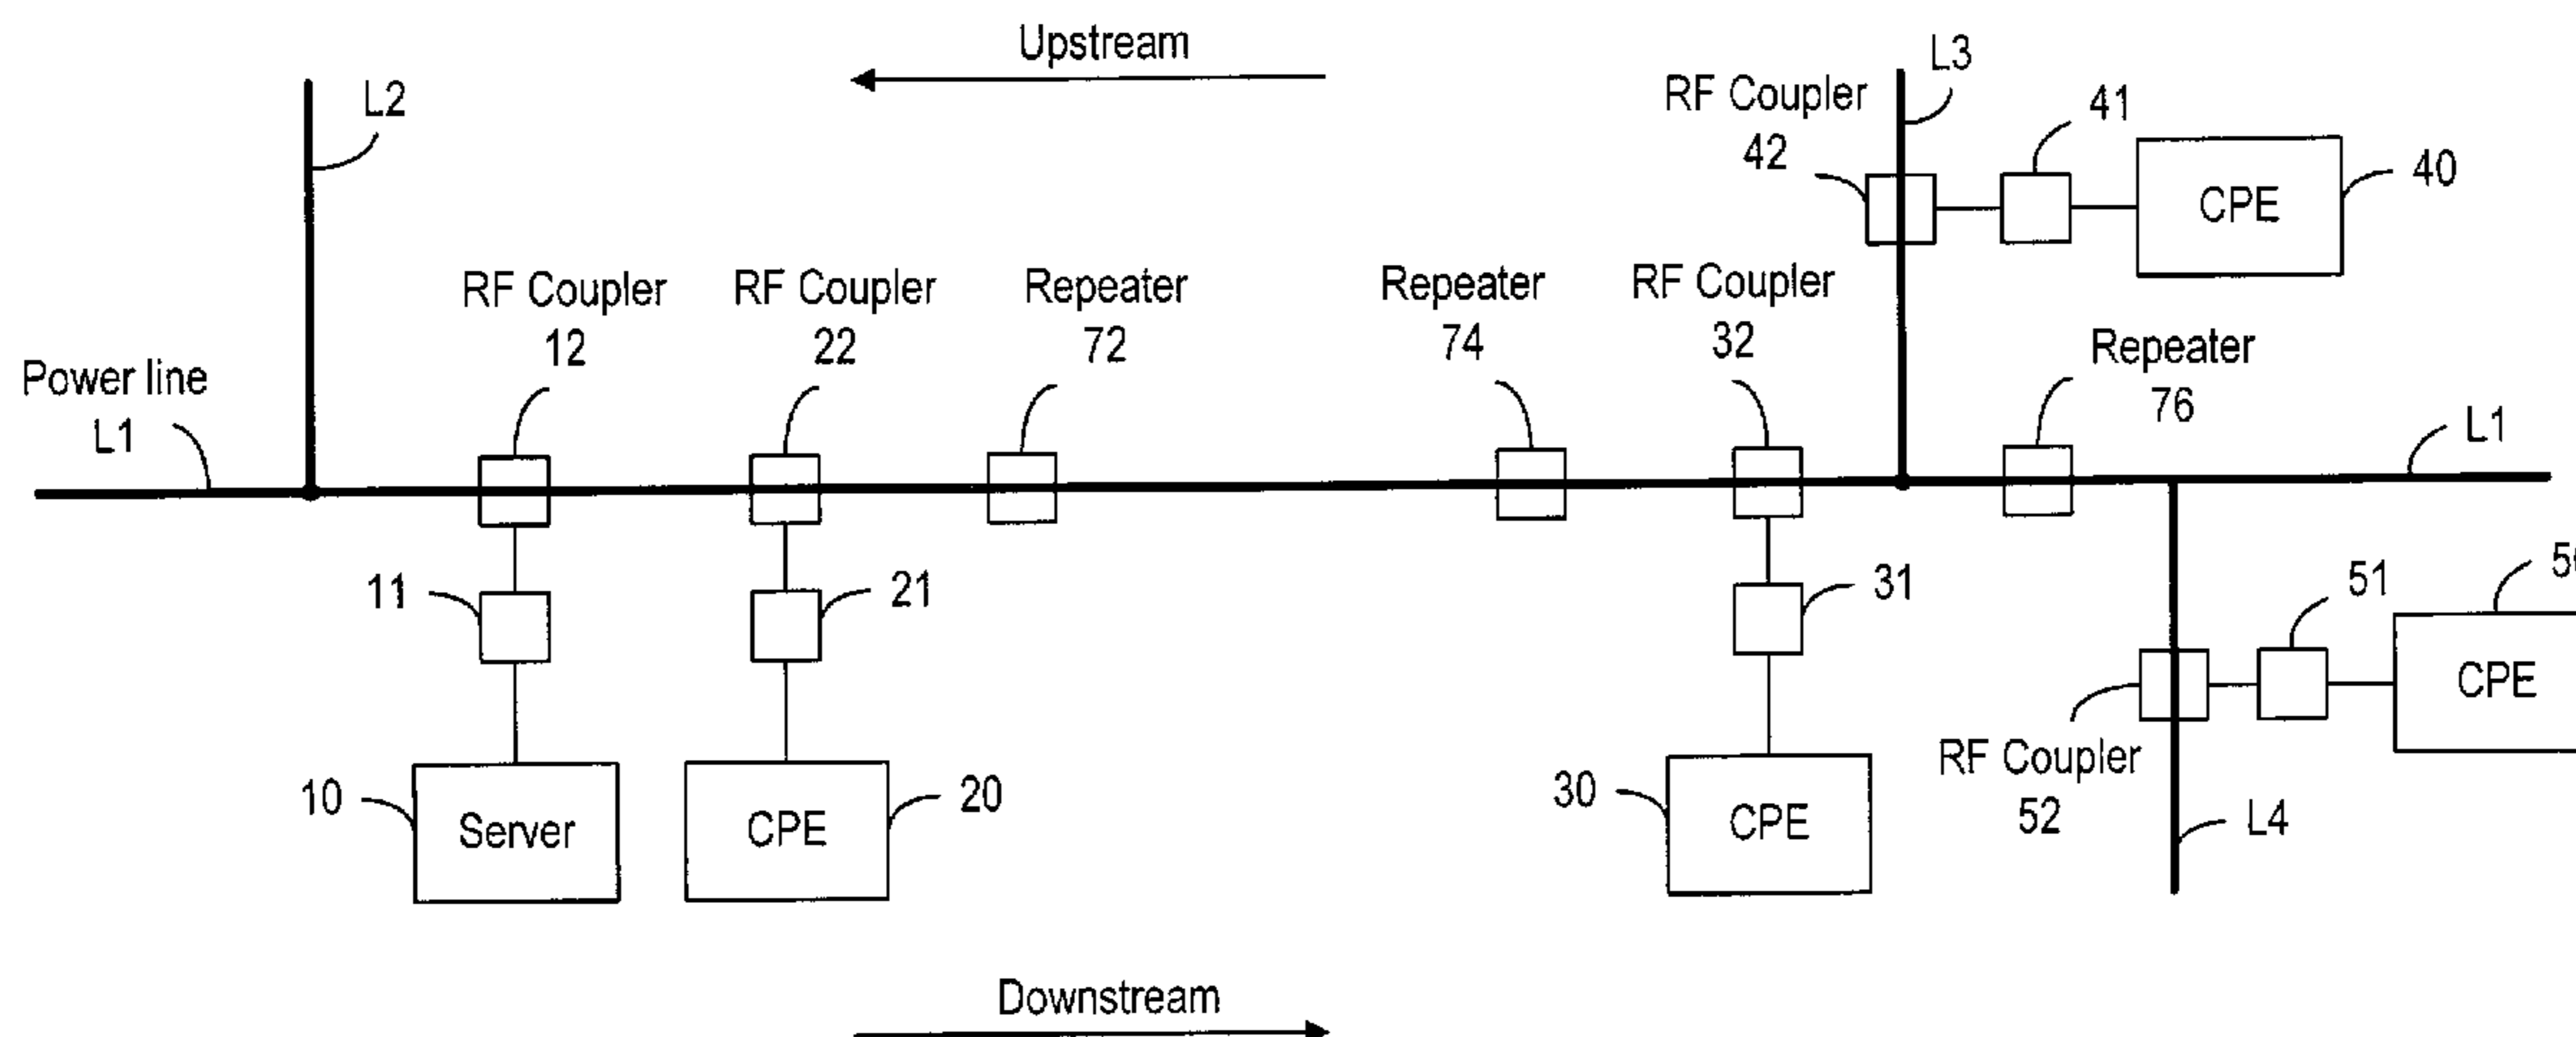 Upstream
L2
L3
RF Coupler
42
41
CPE
40
RF Coupler
12
RF Coupler
22
Repeater
72
Repeater
74
RF Coupler
32
Repeater
76
Power line
L1
L1
11
21
31
51
10
Server
20
CPE
30
CPE
CPE
RF Coupler
52
L4
Downstream